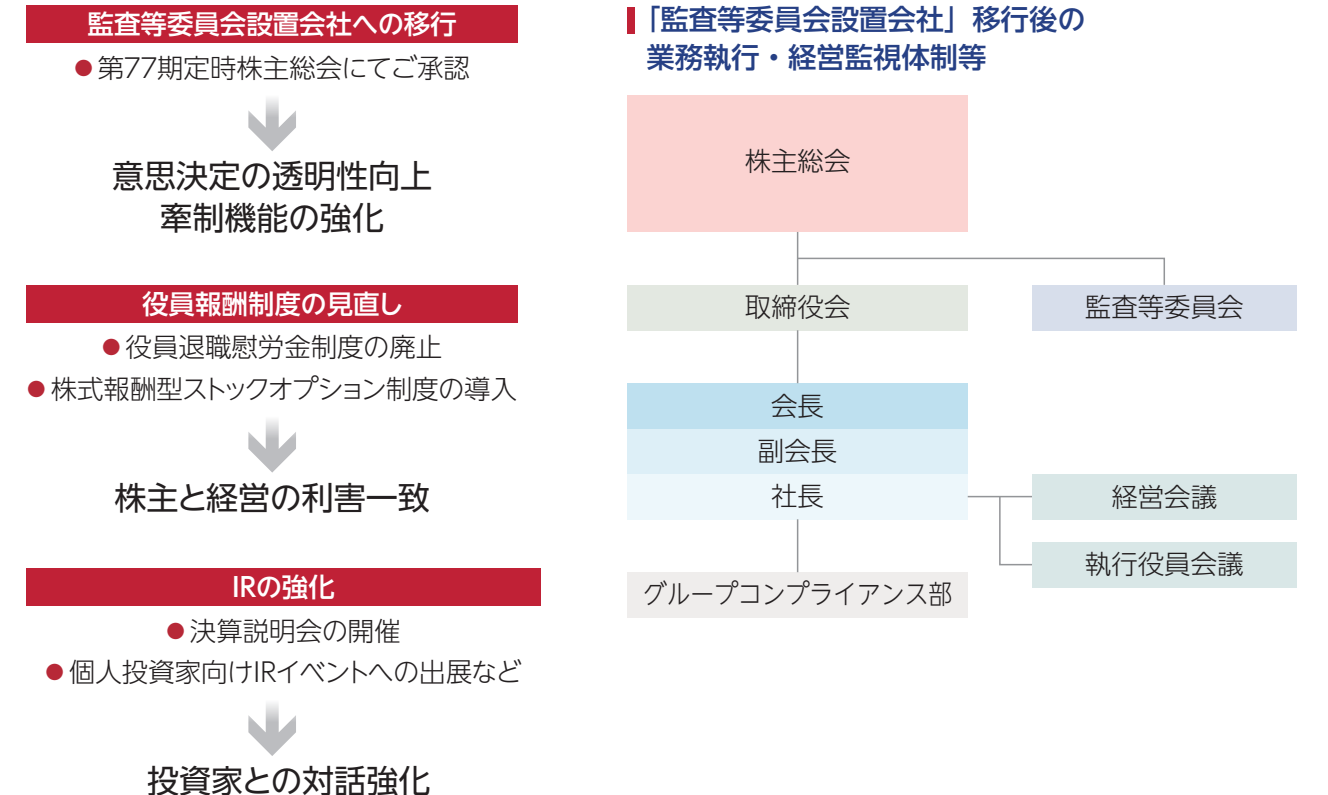 監査等委員会設置会社への移行
●第77期定時株主総会にてご承認
意思決定の透明性向上
牽制機能の強化
役員報酬制度の見直し
●役員退職慰労金制度の廃止
●株式報酬型ストックオプション制度の導入
株主と経営の利害一致
IRの強化
●決算説明会の開催
●個人投資家向けIRイベントへの出展など
投資家との対話強化
「監査等委員会設置会社」移行後の
業務執行・経営監視体制等
株主総会
取締役会
監査等委員会
会長
副会長
社長
経営会議
執行役員会議
グループコンプライアンス部